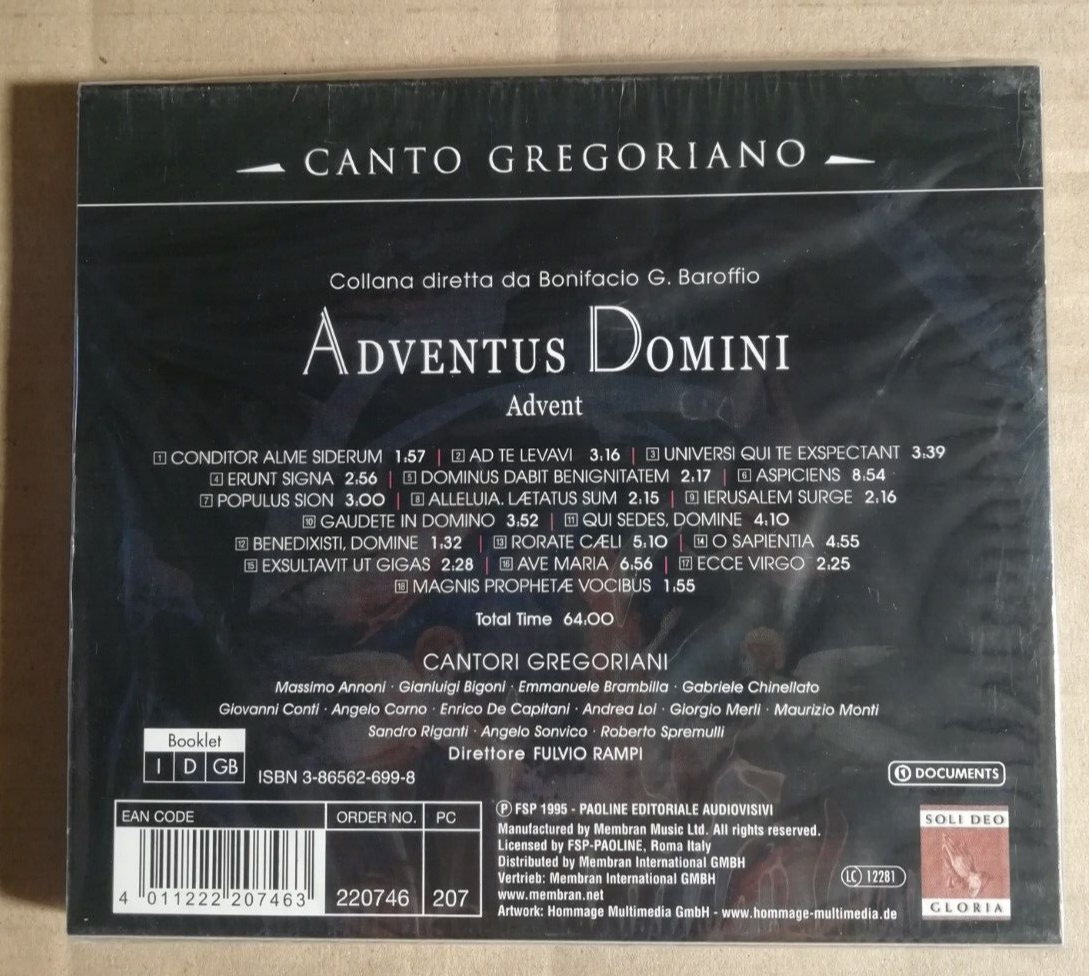 CANTO GREGORIANO
Collana diretta da Bonifacio G. Baroffio
ADVENTUS DOMINI
Advent
1 CONDITOR ALME SIDERUM 1.57 | 2 AD TE LEVAVI 3.16 | 3 UNIVERSI QUI TE EXSPECTANT 3.39
4 ERUNT SIGNA 2.56 | 5 DOMINUS DABIT BENIGNITATEM 2.17 | 6 ASPICIENS 8.54
7 POPULUS SION 3.00 | 8 ALLELUIA. LÆTATUS SUM 2.15 | 9 IERUSALEM SURGE 2.16
10 GAUDETE IN DOMINO 3.52 | 11 QUI SEDES, DOMINE 4.10
12 BENEDIXISTI, DOMINE 1.32 | 13 RORATE CÆLI 5.10 | 14 O SAPIENTIA 4.55
15 EXSULTAVIT UT GIGAS 2.28 | 16 AVE MARIA 6.56 | 17 ECCE VIRGO 2.25
18 MAGNIS PROPHETÆ VOCIBUS 1.55
Total Time 64.00
CANTORI GREGORIANI
Massimo Annoni · Gianluigi Bigoni · Emmanuele Brambilla · Gabriele Chinellato
Giovanni Conti · Angelo Corno · Enrico De Capitani · Andrea Loi · Giorgio Merli · Maurizio Monti
Sandro Riganti · Angelo Sonvico · Roberto Spremulli
Direttore FULVIO RAMPI
Booklet
I D GB
ISBN 3-86562-699-8
DOCUMENTS
EAN CODE
ORDER NO.
PC
4 011222 207463
220746
207
Ⓟ FSP 1995 - PAOLINE EDITORIALE AUDIOVISIVI
Manufactured by Membran Music Ltd. All rights reserved.
Licensed by FSP-PAOLINE, Roma Italy
Distributed by Membran International GMBH
Vertrieb: Membran International GMBH
www.membran.net
Artwork: Hommage Multimedia GmbH - www.hommage-multimedia.de
LC 12281
SOLI DEO
GLORIA